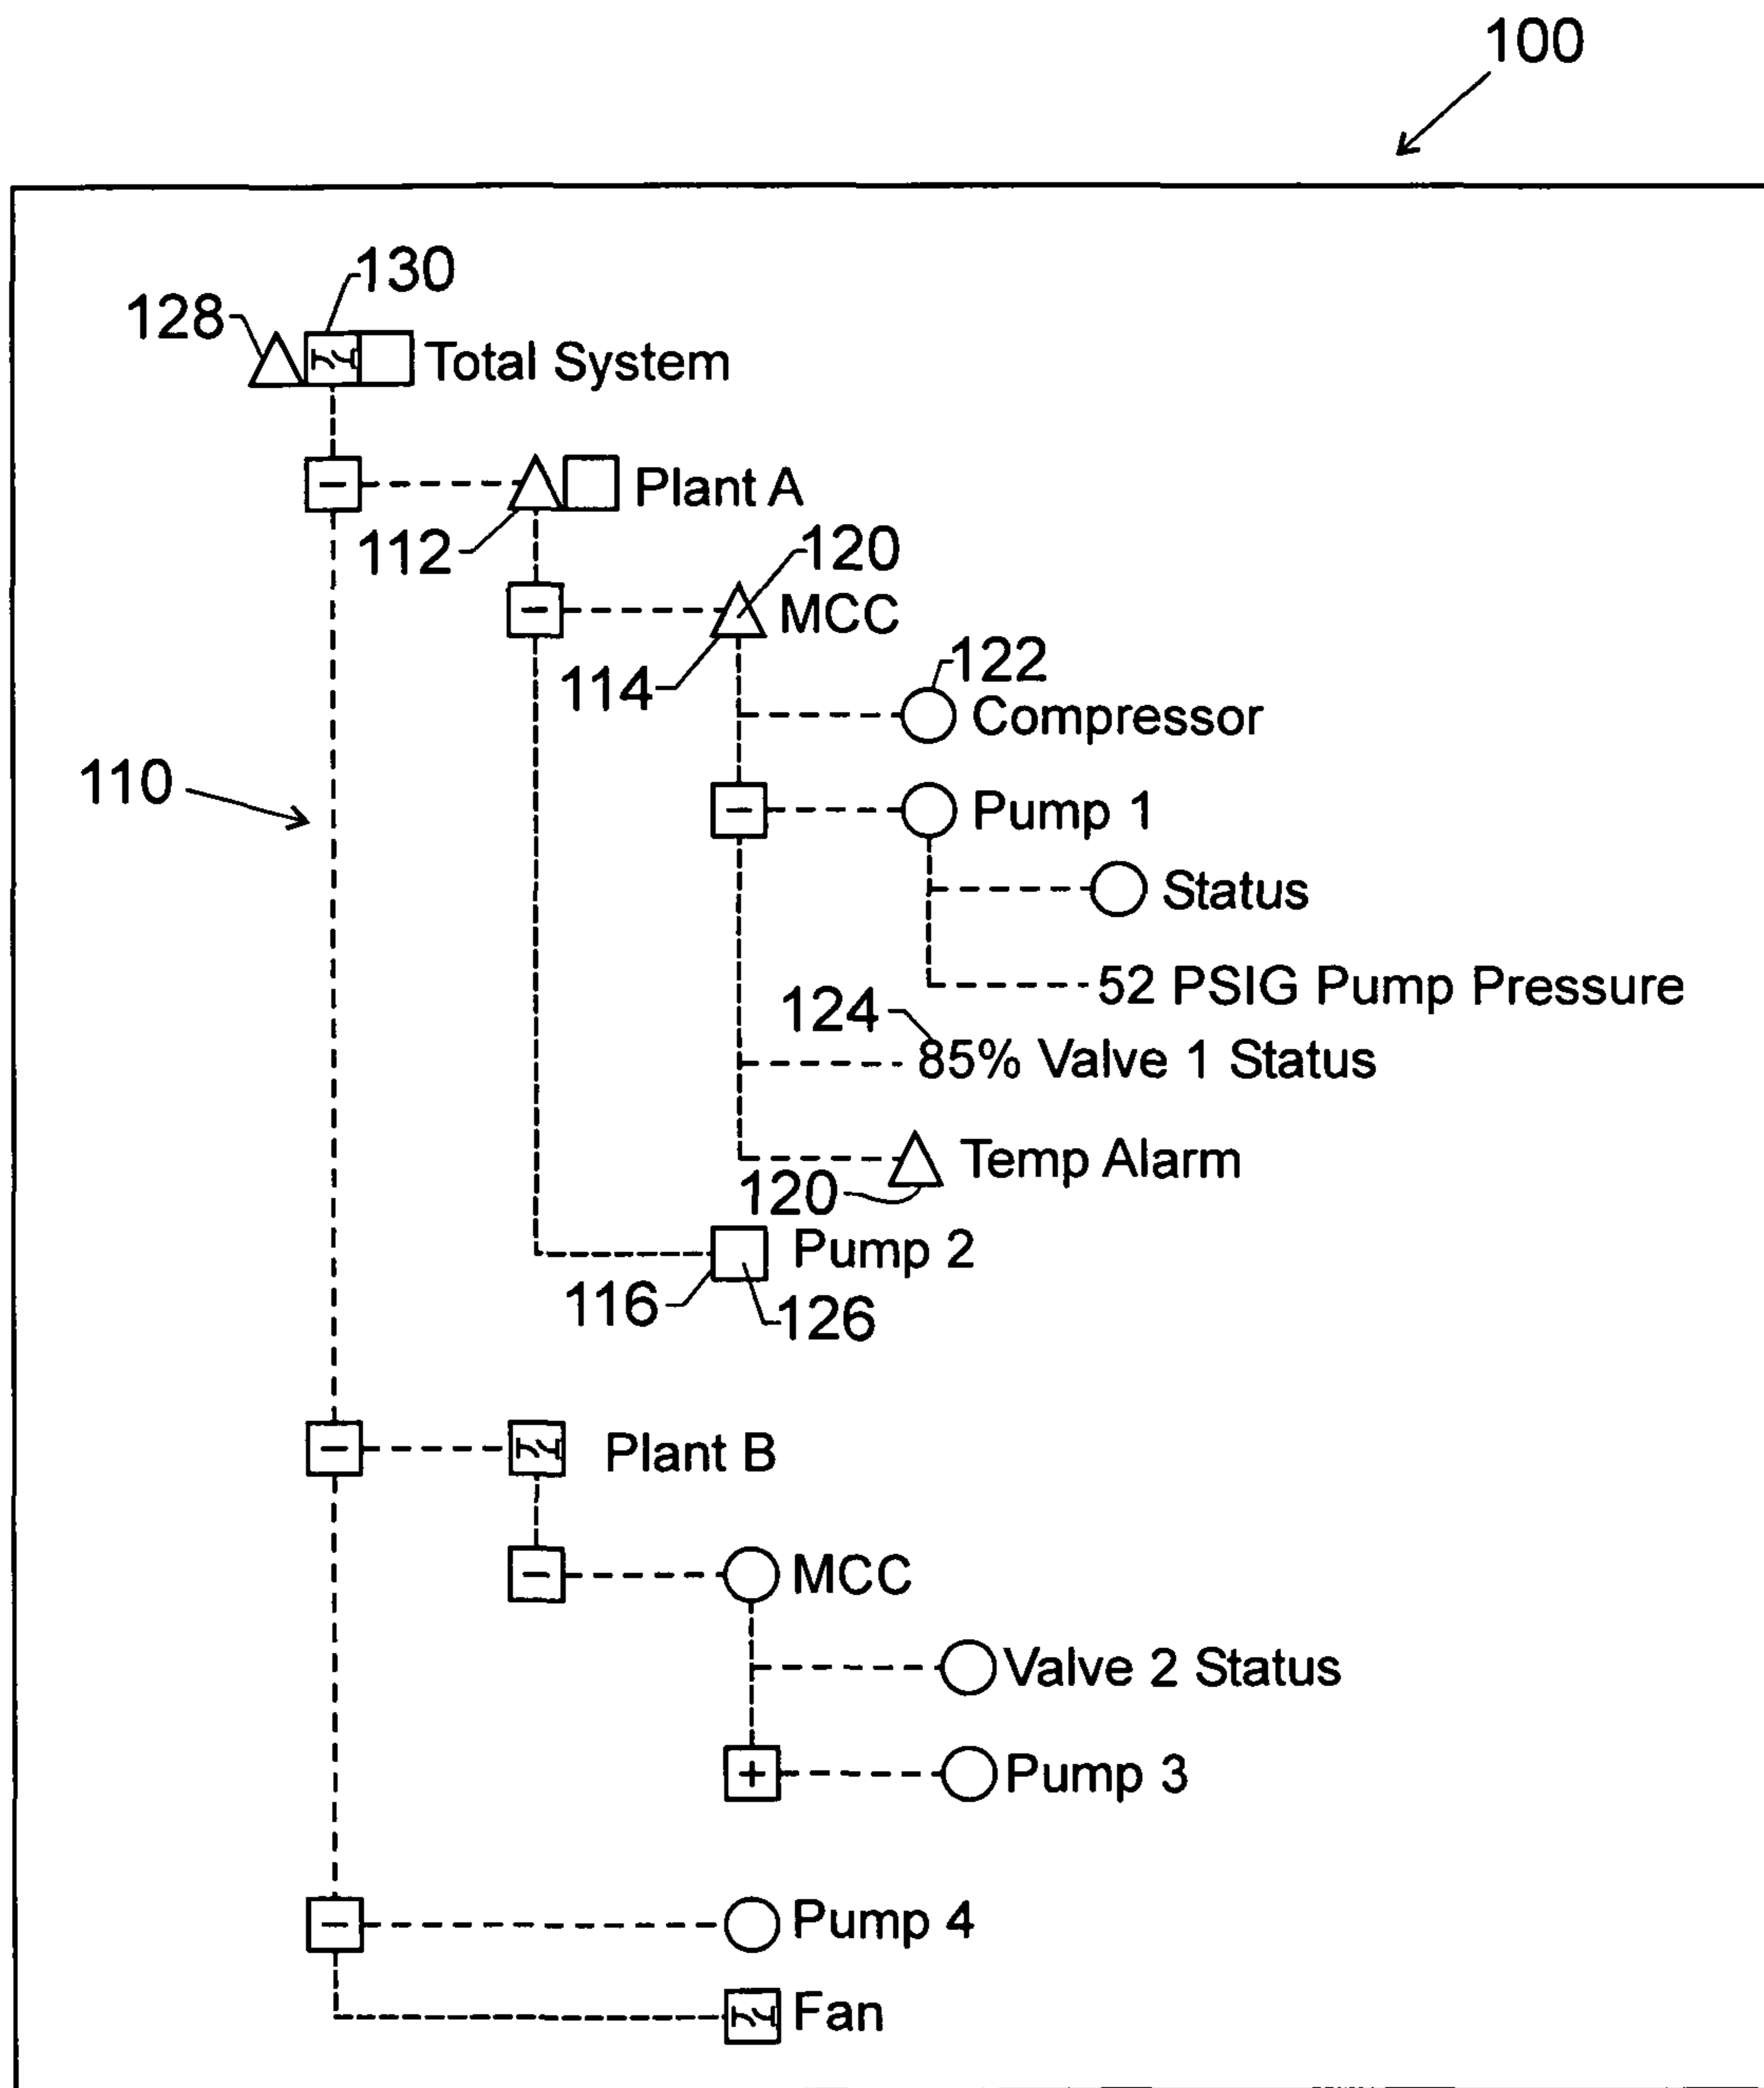 100
130
128
Total System
Plant A
112
120
MCC
114
122
Compressor
110
Pump 1
Status
52 PSIG Pump Pressure
124
85% Valve 1 Status
Temp Alarm
120
Pump 2
116
126
Plant B
MCC
Valve 2 Status
+
Pump 3
Pump 4
Fan